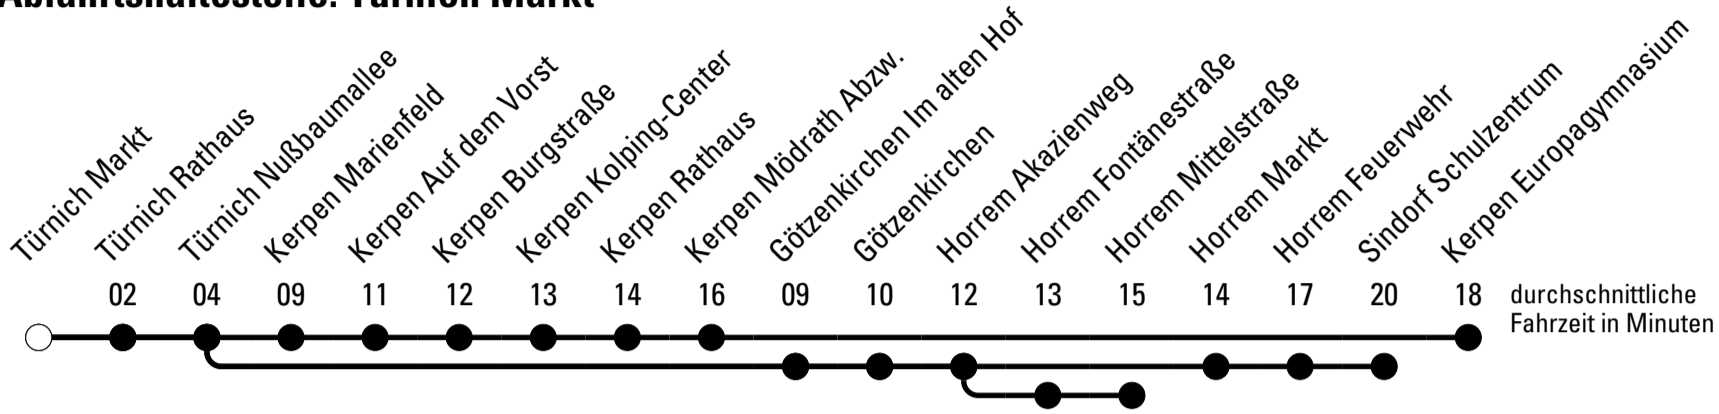 Abfahrtshaltestelle: Türnich Markt
Türnich Markt
Türnich Rathaus
Türnich Nußbaumallee
Kerpen Marienfeld
Kerpen Auf dem Vorst
Kerpen Burgstraße
Kerpen Kolping-Center
Kerpen Rathaus
Kerpen Mödrath Abzw.
Götzenkirchen Im alten Hof
Götzenkirchen
Horrem Akazienweg
Horrem Fontänestraße
Horrem Mittelstraße
Horrem Markt
Horrem Feuerwehr
Sindorf Schulzentrum
Kerpen Europagymnasium
02 04 09 11 12 13 14 16 09 10 12 13 15 14 17 20 18
durchschnittliche
Fahrzeit in Minuten